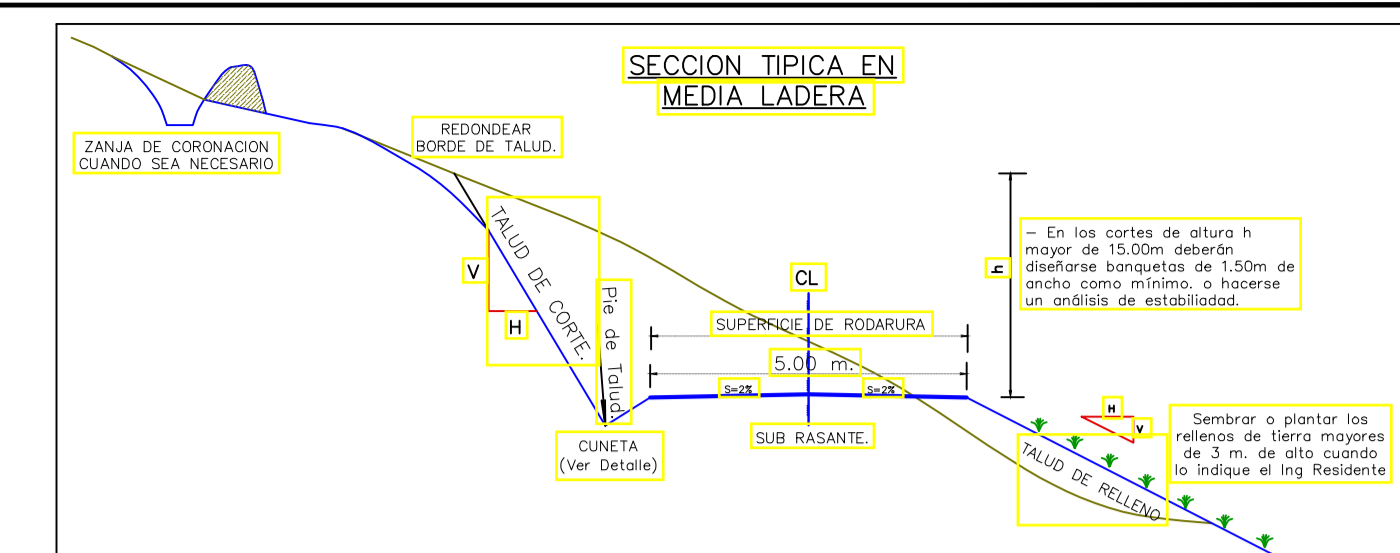 SECCION TIPICA EN
MEDIA LADERA
REDONDEAR
BORDE DE TALUD.
ZANJA DE CORONACION
CUANDO SEA NECESARIO
TALUD DE CORTE.
V
H
Pie de Talud.
CL
h
– En los cortes de altura h
mayor de 15.00m deberán
diseñarse banquetas de 1.50m de
ancho como mínimo. o hacerse
un análisis de estabiliadad.
SUPERFICIE DE RODARURA
5.00 m.
S=2%
S=2%
SUB RASANTE.
CUNETA
(Ver Detalle)
H
V
TALUD DE RELLENO
Sembrar o plantar los
rellenos de tierra mayores
de 3 m. de alto cuando
lo indique el Ing Residente